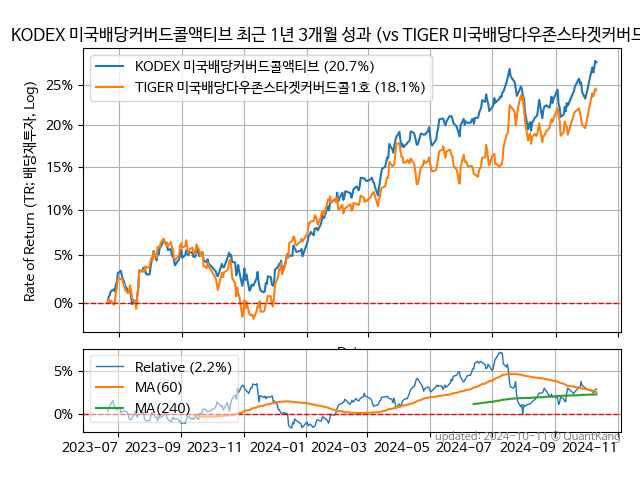 KODEX 미국배당커버드콜액티브 최근 1년 3개월 성과 (vs TIGER 미국배당다우존스타겟커버드
Rate of Return (TR: 배당재투자, Log)
KODEX 미국배당커버드콜액티브 (20.7%)
TIGER 미국배당다우존스타겟커버드콜1호 (18.1%)
25%
20%
15%
10%
5%
0%
Relative (2.2%)
MA(60)
MA(240)
5%
0%
updated: 2024-10-11 © QuantKang
2023-07 2023-09 2023-11 2024-01 2024-03 2024-05 2024-07 2024-09 2024-11